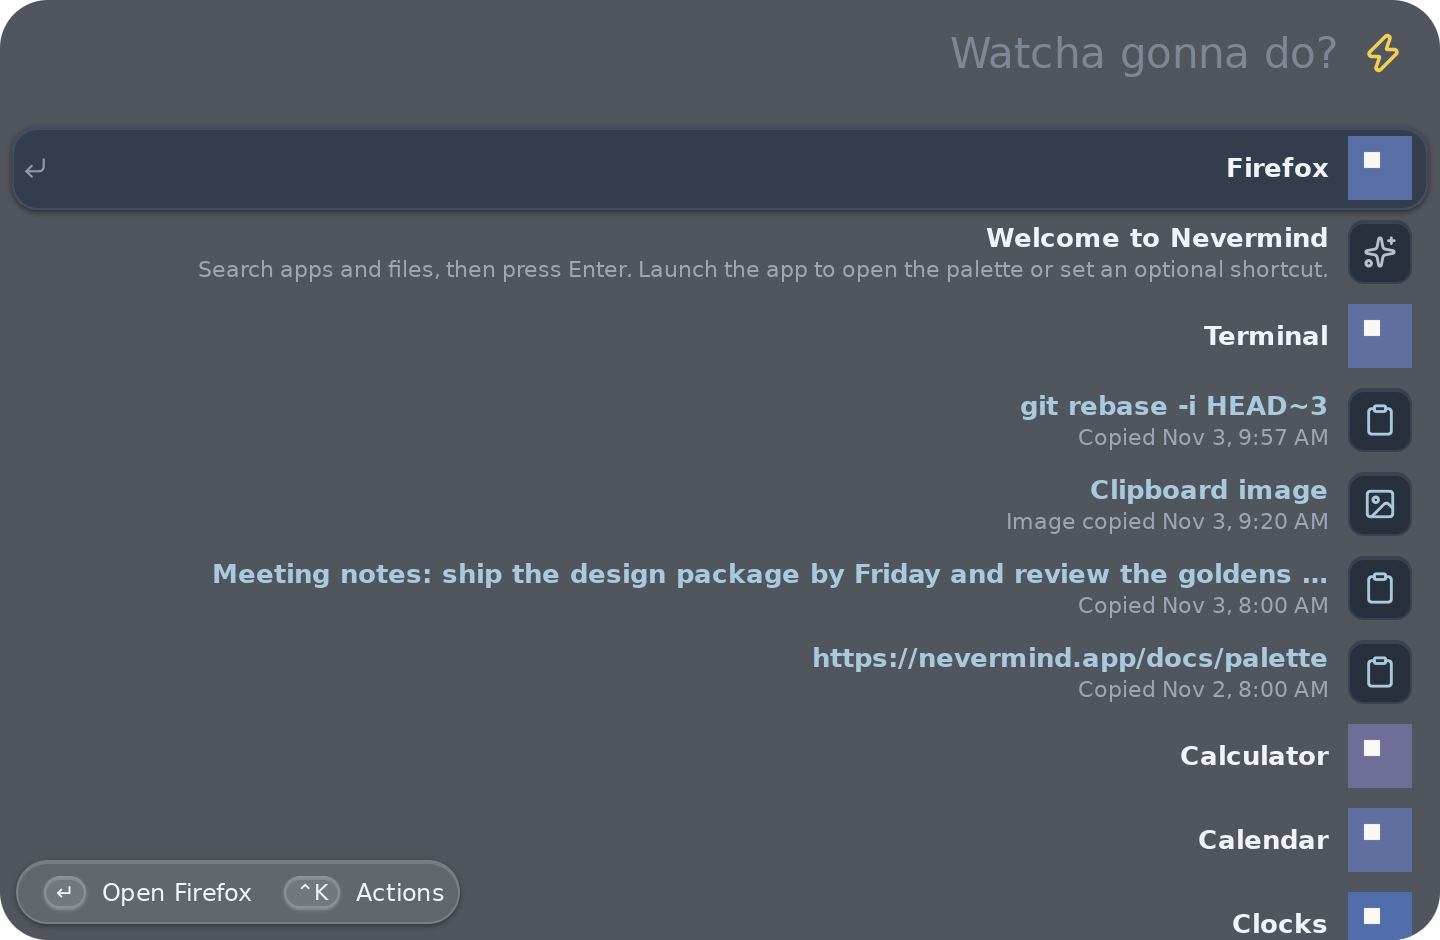 Watcha gonna do?
Firefox
Welcome to Nevermind
Search apps and files, then press Enter. Launch the app to open the palette or set an optional shortcut.
Terminal
git rebase -i HEAD~3
Copied Nov 3, 9:57 AM
Clipboard image
Image copied Nov 3, 9:20 AM
Meeting notes: ship the design package by Friday and review the goldens …
Copied Nov 3, 8:00 AM
https://nevermind.app/docs/palette
Copied Nov 2, 8:00 AM
Calculator
Calendar
Clocks
↵ Open Firefox ^K Actions